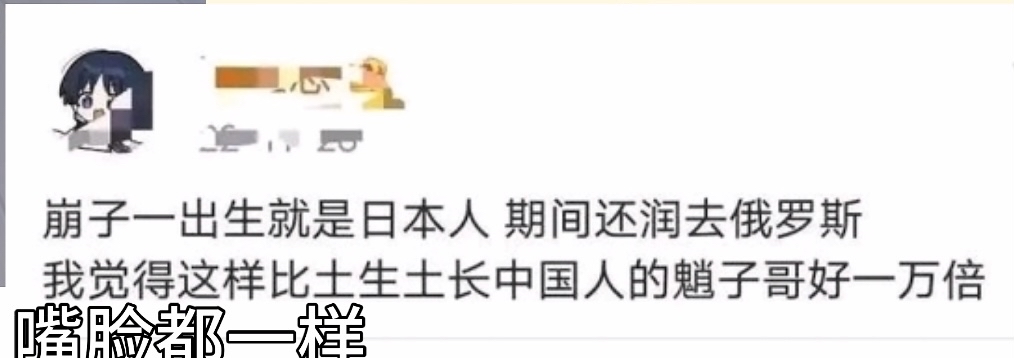 崩子一出生就是日本人 期间还润去俄罗斯
我觉得这样比土生土长中国人的魈子哥好一万倍
嘴脸都一样